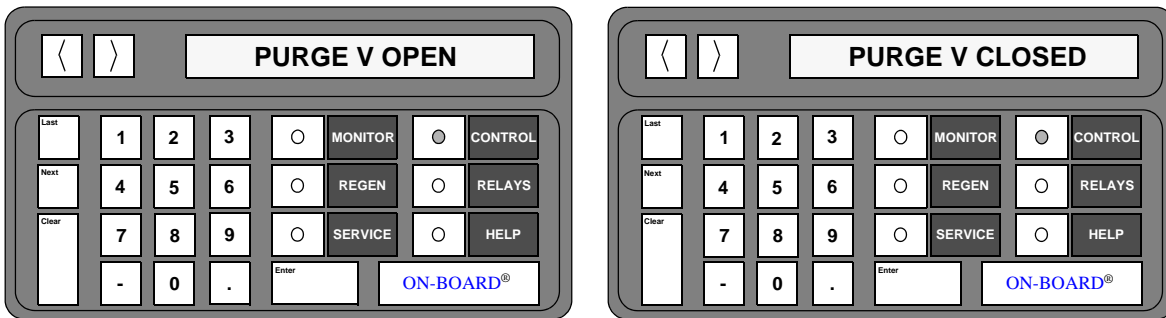 〈 〉 PURGE V OPEN
Last 1 2 3 MONITOR CONTROL
Next 4 5 6 REGEN RELAYS
Clear 7 8 9 SERVICE HELP
- 0 . Enter ON-BOARD®
〈 〉 PURGE V CLOSED
Last 1 2 3 MONITOR CONTROL
Next 4 5 6 REGEN RELAYS
Clear 7 8 9 SERVICE HELP
- 0 . Enter ON-BOARD®